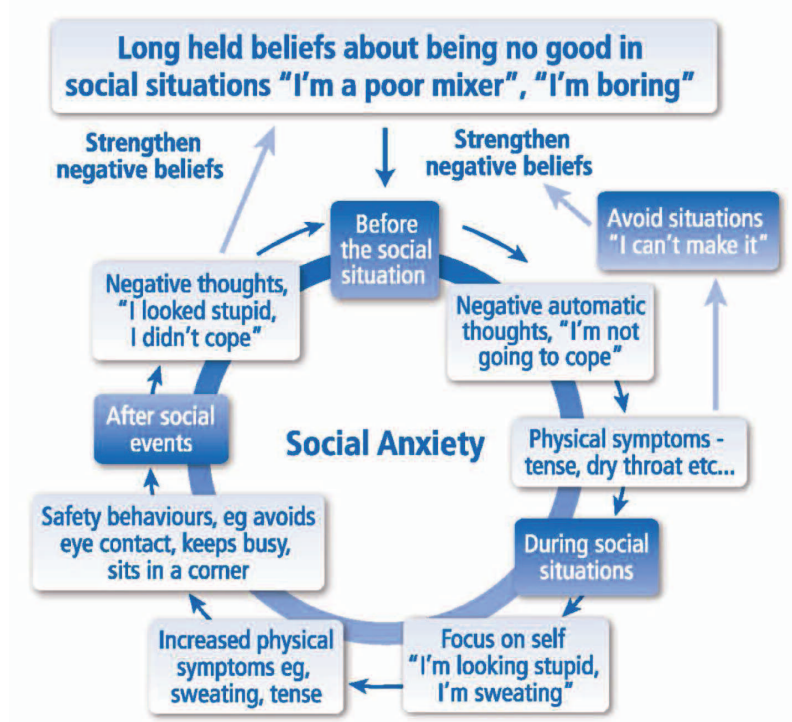 Long held beliefs about being no good in
social situations "I'm a poor mixer", "I'm boring"
Strengthen
negative beliefs
Strengthen
negative beliefs
Before
the social
situation
Avoid situations
"I can't make it"
Negative thoughts,
"I looked stupid,
I didn't cope"
Negative automatic
thoughts, "I'm not
going to cope"
After social
events
Social Anxiety
Physical symptoms -
tense, dry throat etc...
Safety behaviours, eg avoids
eye contact, keeps busy,
sits in a corner
During social
situations
Increased physical
symptoms eg,
sweating, tense
Focus on self
"I'm looking stupid,
I'm sweating"